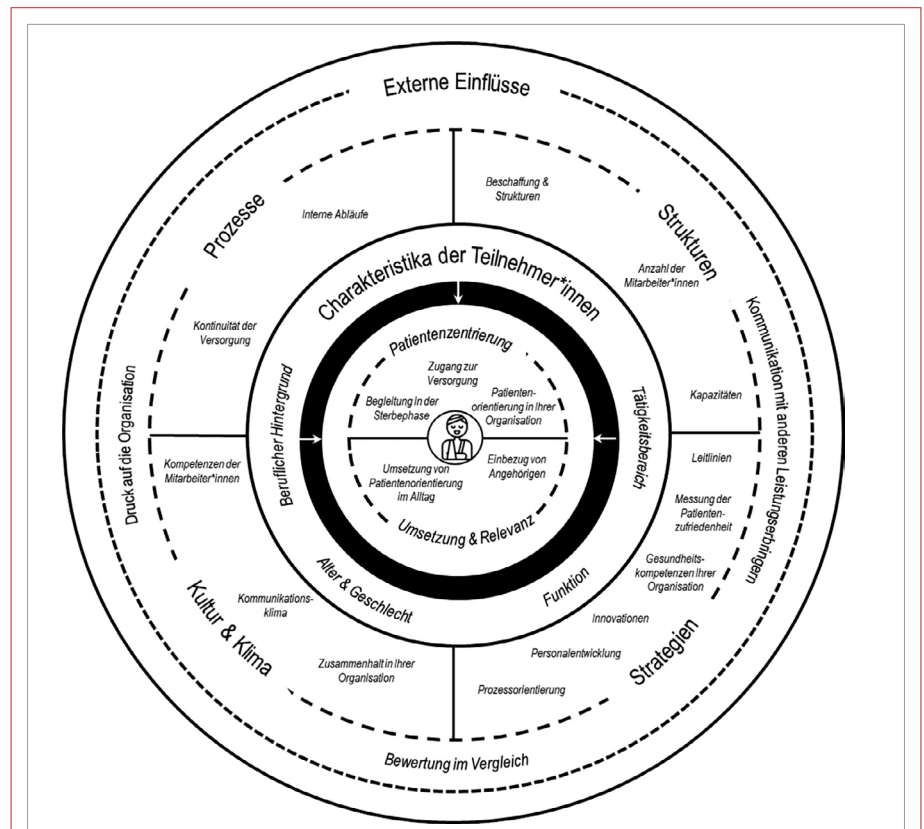 Externe Einflüsse
Prozesse
Interne Abläufe
Kontinuität der
Versorgung
Beschaffung &
Strukturen
Strukturen
Anzahl der
Mitarbeiter*innen
Kapazitäten
Druck auf die Organisation
Kommunikation mit anderen Leistungserbringern
Charakteristika der Teilnehmer*innen
Beruflicher Hintergrund
Tätigkeitsbereich
Patientenzentrierung
Zugang zur
Versorgung
Begleitung in der
Sterbephase
Patienten-
orientierung in Ihrer
Organisation
Umsetzung von
Patientenorientierung
im Alltag
Einbezug von
Angehörigen
Umsetzung & Relevanz
Alter & Geschlecht
Funktion
Kompetenzen der
Mitarbeiter*innen
Kommunikations-
klima
Zusammenhalt in Ihrer
Organisation
Kultur & Klima
Leitlinien
Messung der
Patienten-
zufriedenheit
Gesundheits-
kompetenzen Ihrer
Organisation
Innovationen
Personalentwicklung
Prozessorientierung
Strategien
Bewertung im Vergleich